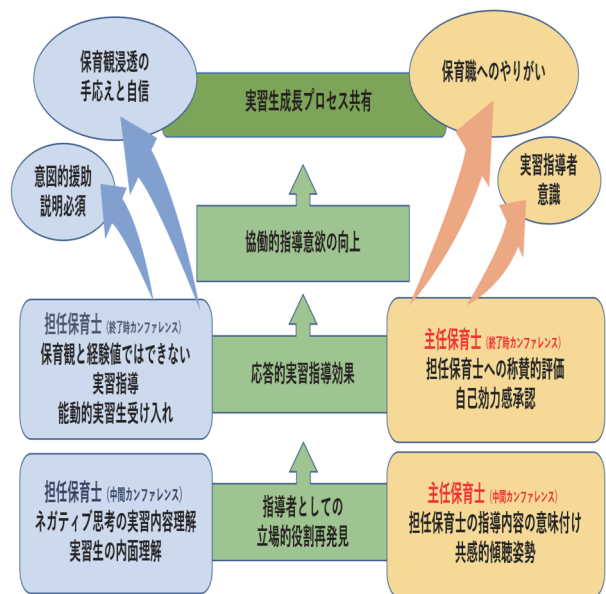 保育観浸透の
手応えと自信
実習生成長プロセス共有
保育職へのやりがい
意図的援助
説明必須
実習指導者
意識
協働的指導意欲の向上
担任保育士（終了時カンファレンス）
保育観と経験値ではできない
実習指導
能動的実習生受け入れ
応答的実習指導効果
主任保育士（終了時カンファレンス）
担任保育士への称賛的評価
自己効力感承認
担任保育士（中間カンファレンス）
ネガティブ思考の実習内容理解
実習生の内面理解
指導者としての
立場的役割再発見
主任保育士（中間カンファレンス）
担任保育士の指導内容の意味付け
共感的傾聴姿勢